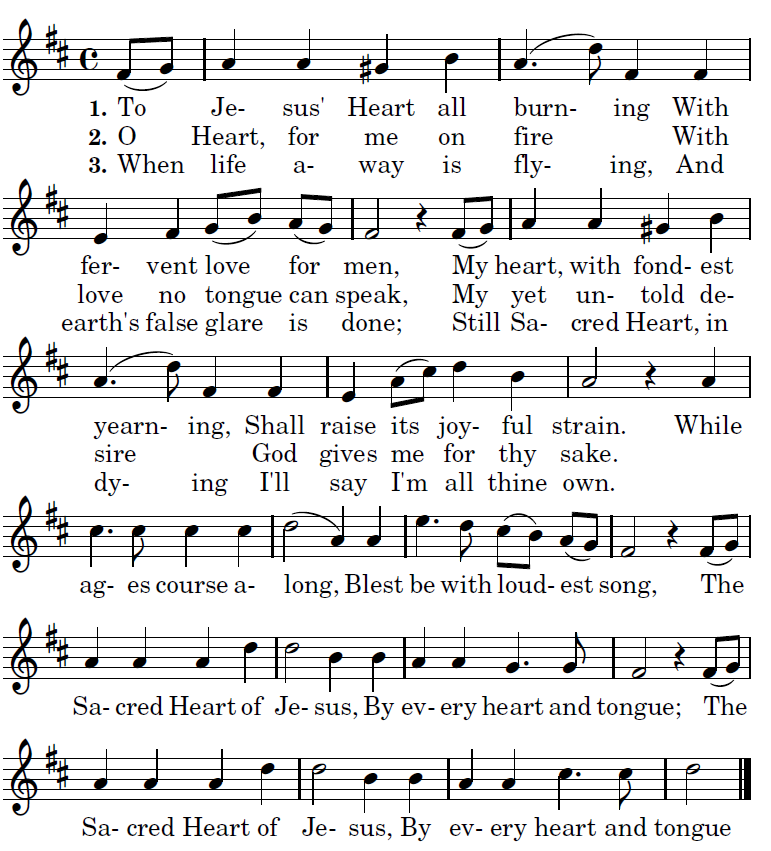 1. To Je- sus' Heart all burn- ing With
2. O Heart, for me on fire With
3. When life a- way is fly- ing, And
fer- vent love for men, My heart, with fond- est
love no tongue can speak, My yet un- told de-
earth's false glare is done; Still Sa- cred Heart, in
yearn- ing, Shall raise its joy- ful strain. While
sire God gives me for thy sake.
dy- ing I'll say I'm all thine own.
ag- es course a- long, Blest be with loud- est song, The
Sa- cred Heart of Je- sus, By ev- ery heart and tongue; The
Sa- cred Heart of Je- sus, By ev- ery heart and tongue